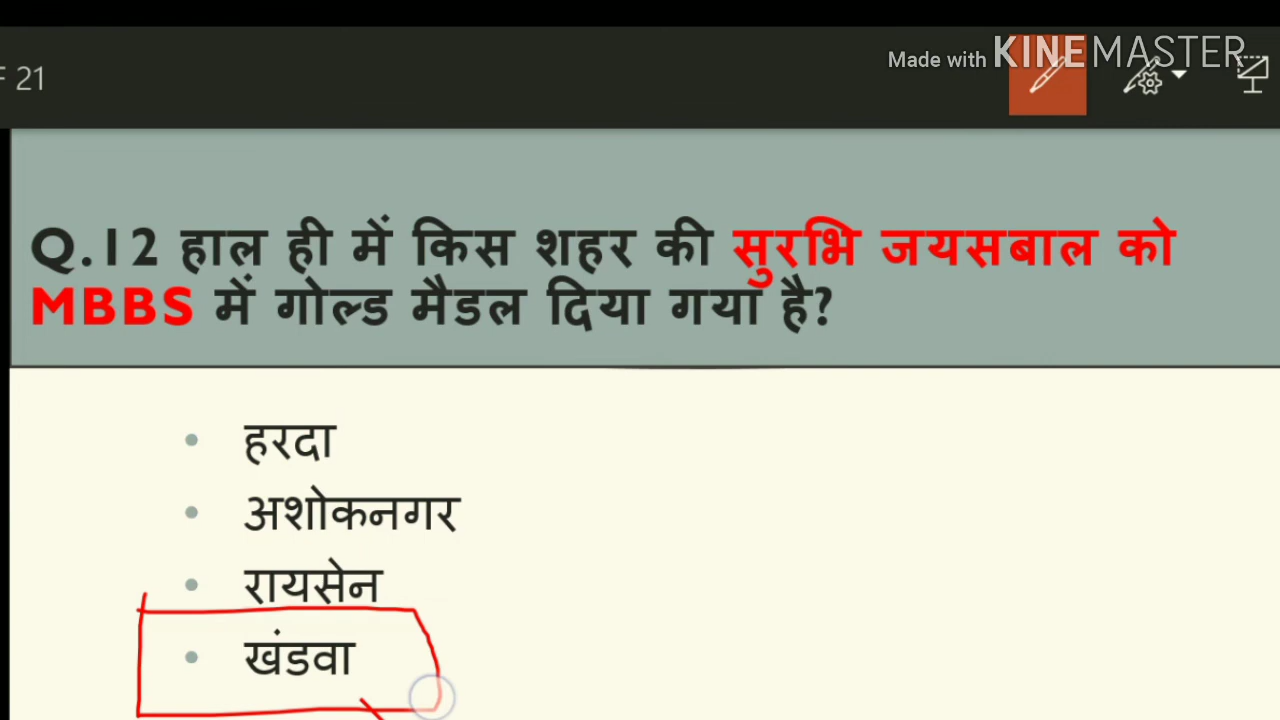 Made with KINEMASTER
F 21
Q.12 हाल ही में किस शहर की सुरभि जयसबाल को
MBBS में गोल्ड मैडल दिया गया है?
• हरदा
• अशोकनगर
• रायसेन
• खंडवा